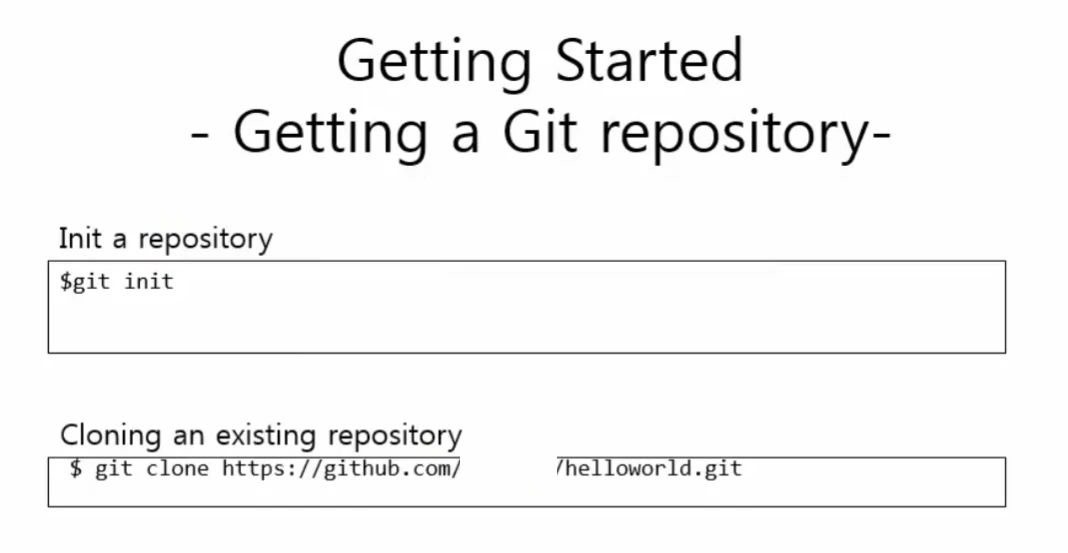 Getting Started
- Getting a Git repository-
Init a repository
$git init
Cloning an existing repository
$ git clone https://github.com/ /helloworld.git